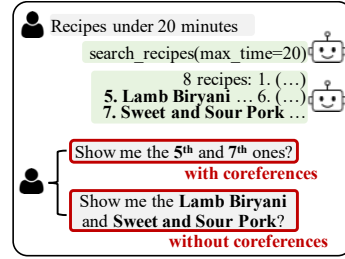 Recipes under 20 minutes
search_recipes(max_time=20)
8 recipes: 1. (…)
5. Lamb Biryani … 6. (…)
7. Sweet and Sour Pork …
Show me the 5th and 7th ones?
with coreferences
Show me the Lamb Biryani
and Sweet and Sour Pork?
without coreferences